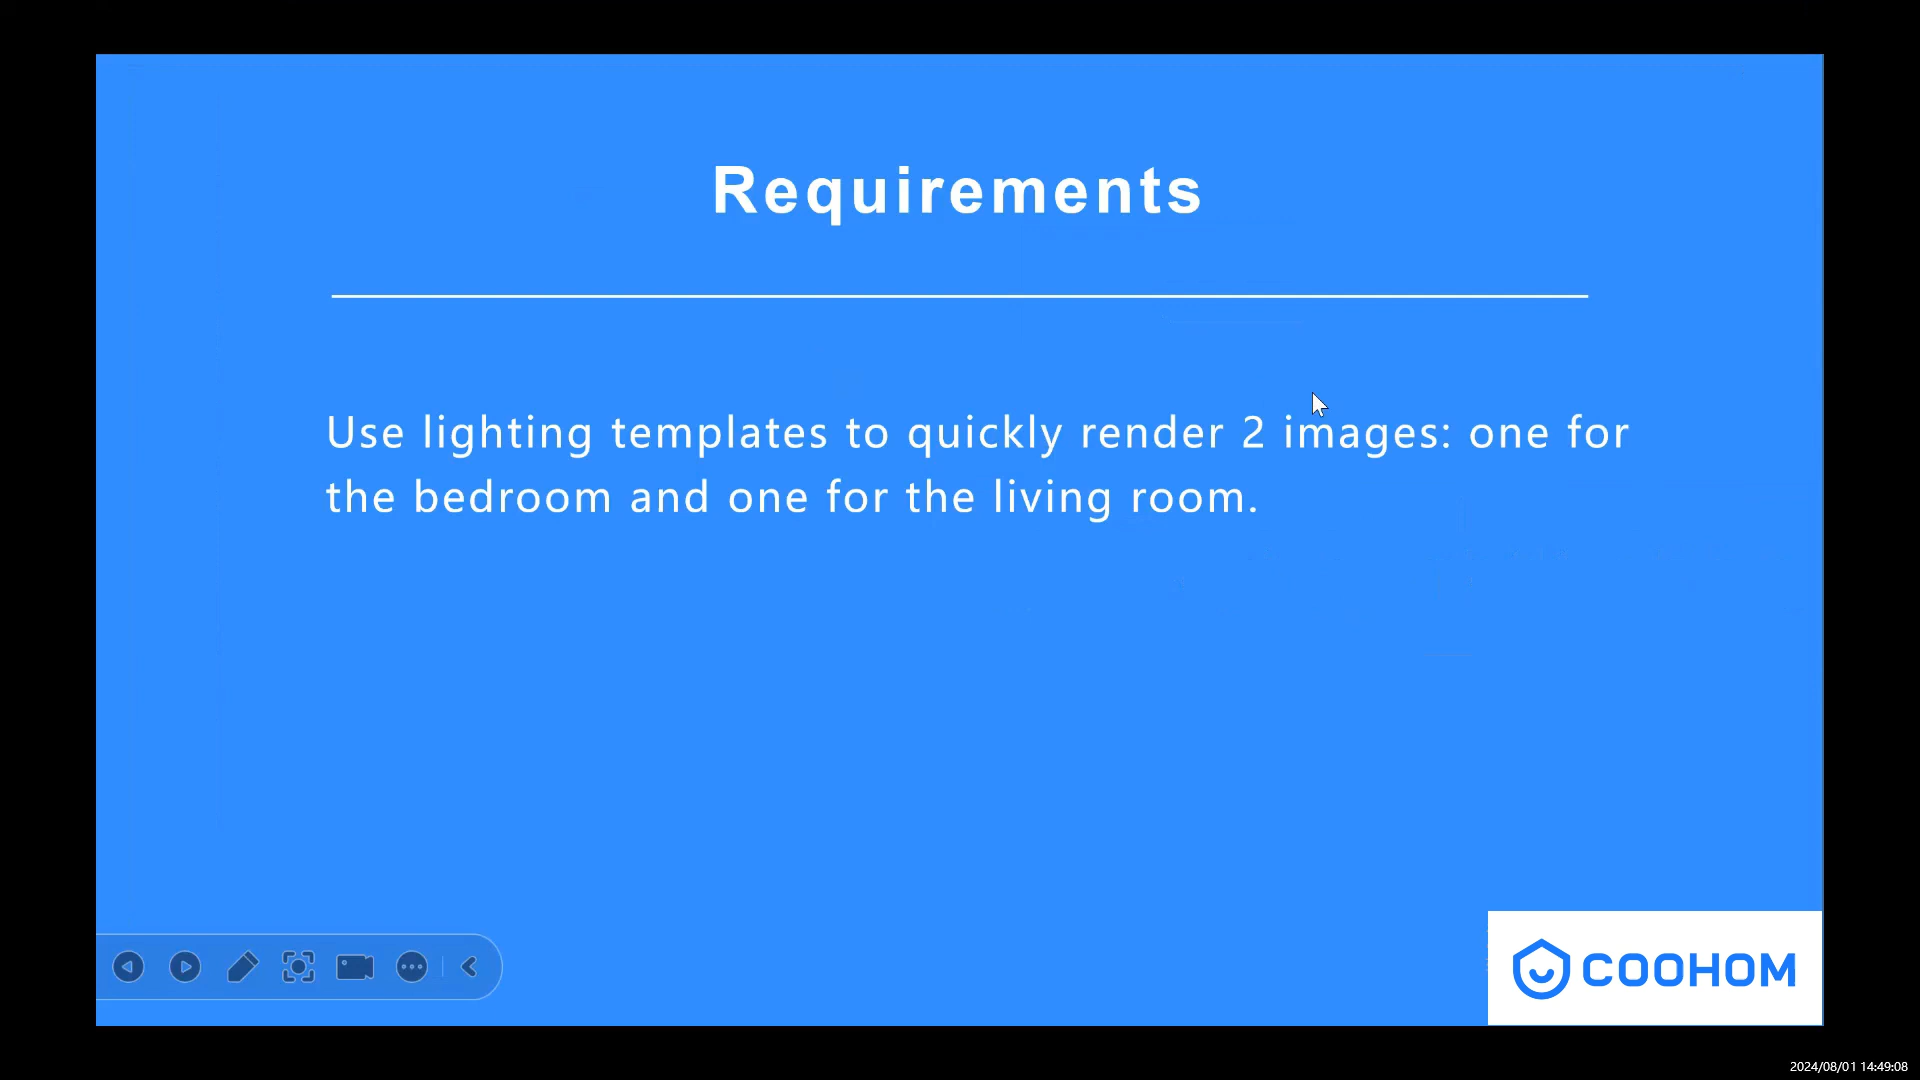 Requirements
Use lighting templates to quickly render 2 images: one for
the bedroom and one for the living room.
COOHOM
2024/08/01 14:49:08